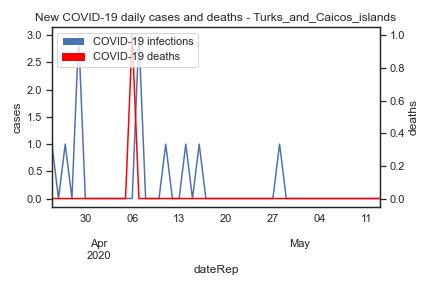 New COVID-19 daily cases and deaths - Turks_and_Caicos_islands
COVID-19 infections
COVID-19 deaths
3.0
2.5
2.0
1.5
1.0
0.5
0.0
cases
1.0
0.8
0.6
0.4
0.2
0.0
deaths
30 06 13 20 27 04 11
Apr May
2020
dateRep